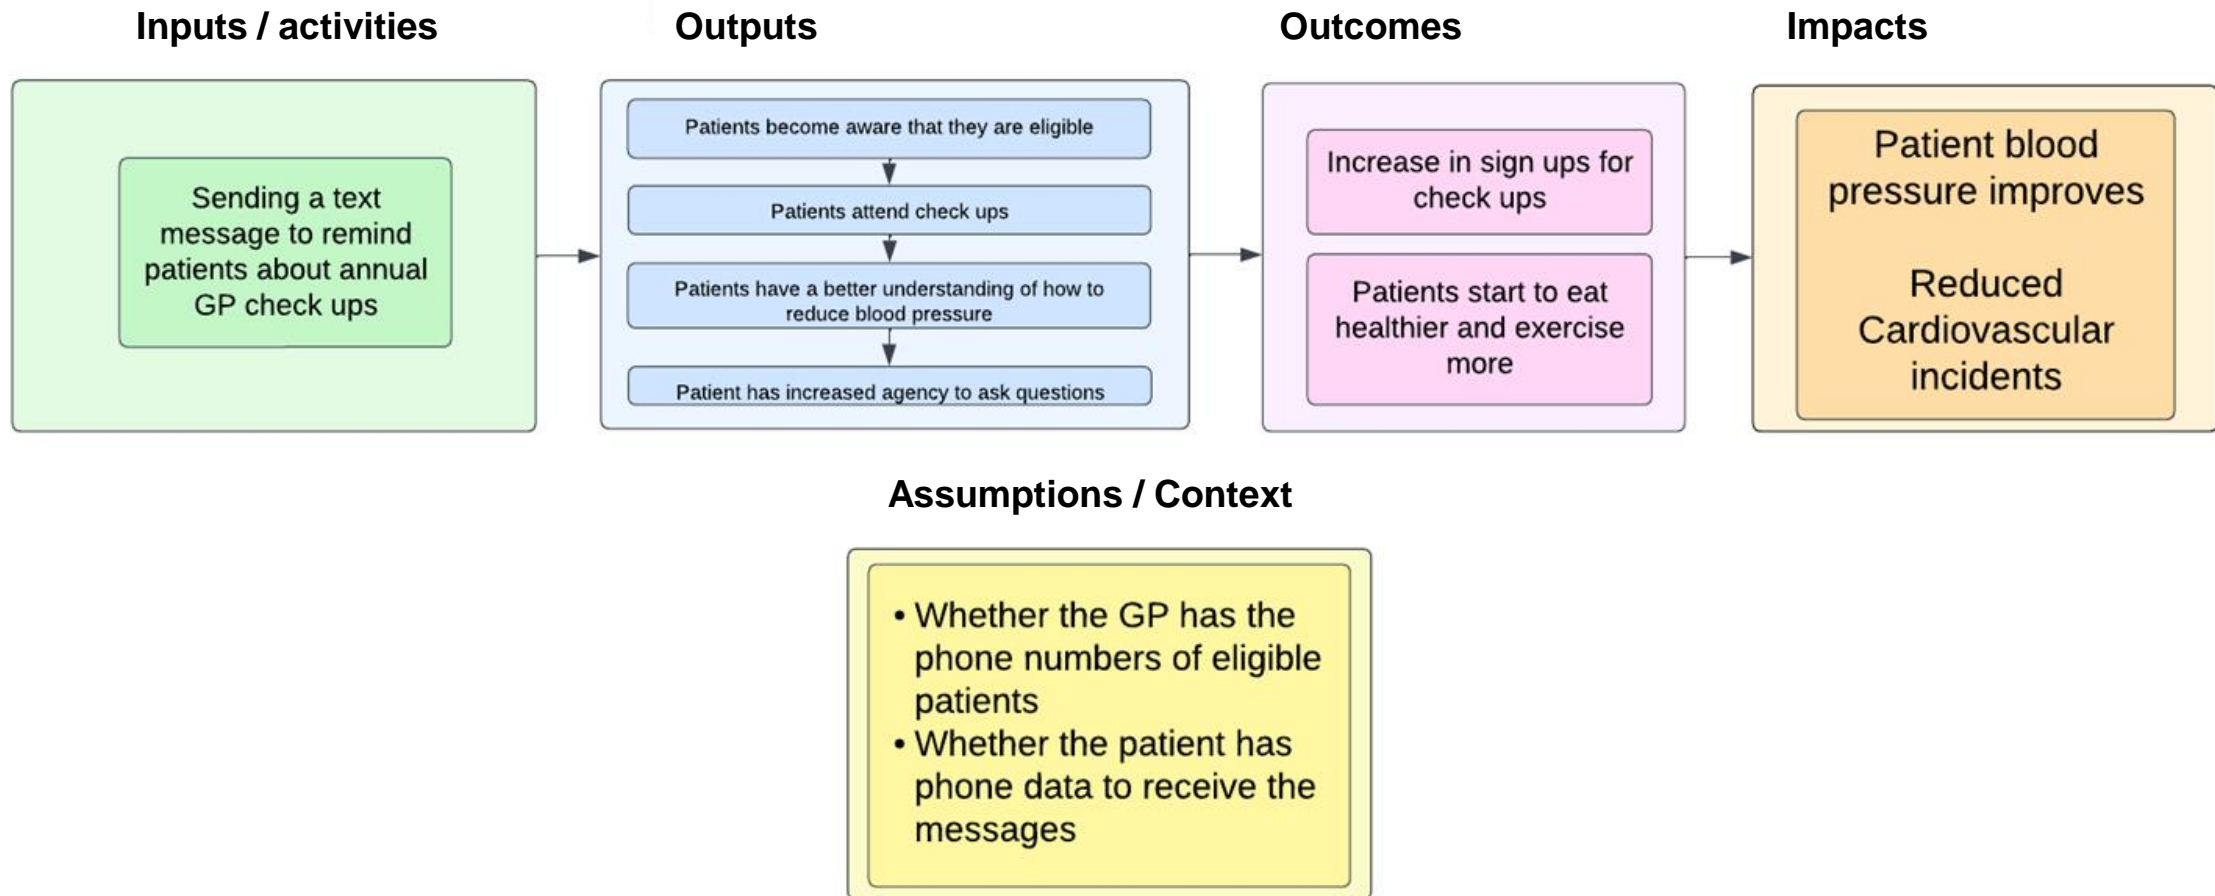 Inputs / activities
Outputs
Outcomes
Impacts
Sending a text
message to remind
patients about annual
GP check ups
Patients become aware that they are eligible
Patients attend check ups
Patients have a better understanding of how to
reduce blood pressure
Patient has increased agency to ask questions
Increase in sign ups for
check ups
Patients start to eat
healthier and exercise
more
Patient blood
pressure improves
Reduced
Cardiovascular
incidents
Assumptions / Context
• Whether the GP has the
phone numbers of eligible
patients
• Whether the patient has
phone data to receive the
messages